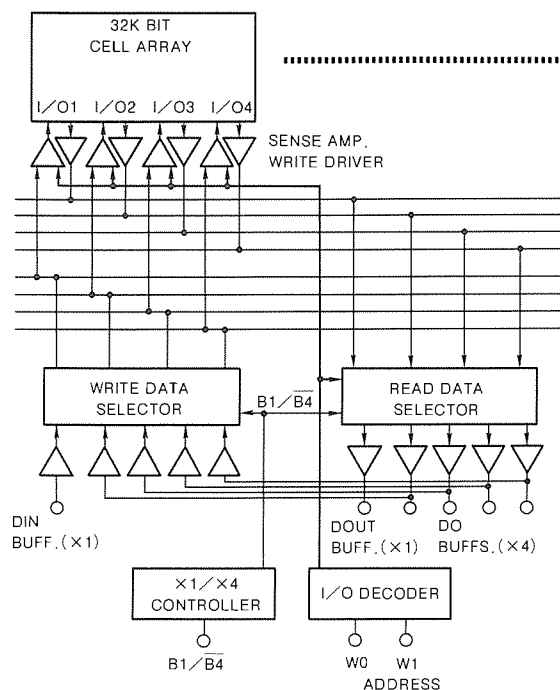 32K BIT
CELL ARRAY
I/O1 I/O2 I/O3 I/O4
SENSE AMP.
WRITE DRIVER
WRITE DATA
SELECTOR
B1/B4̅
READ DATA
SELECTOR
DIN
BUFF.(×1)
DOUT
BUFF.(×1)
DO
BUFFS.(×4)
×1/×4
CONTROLLER
I/O DECODER
B1/B4̅
W0 W1
ADDRESS